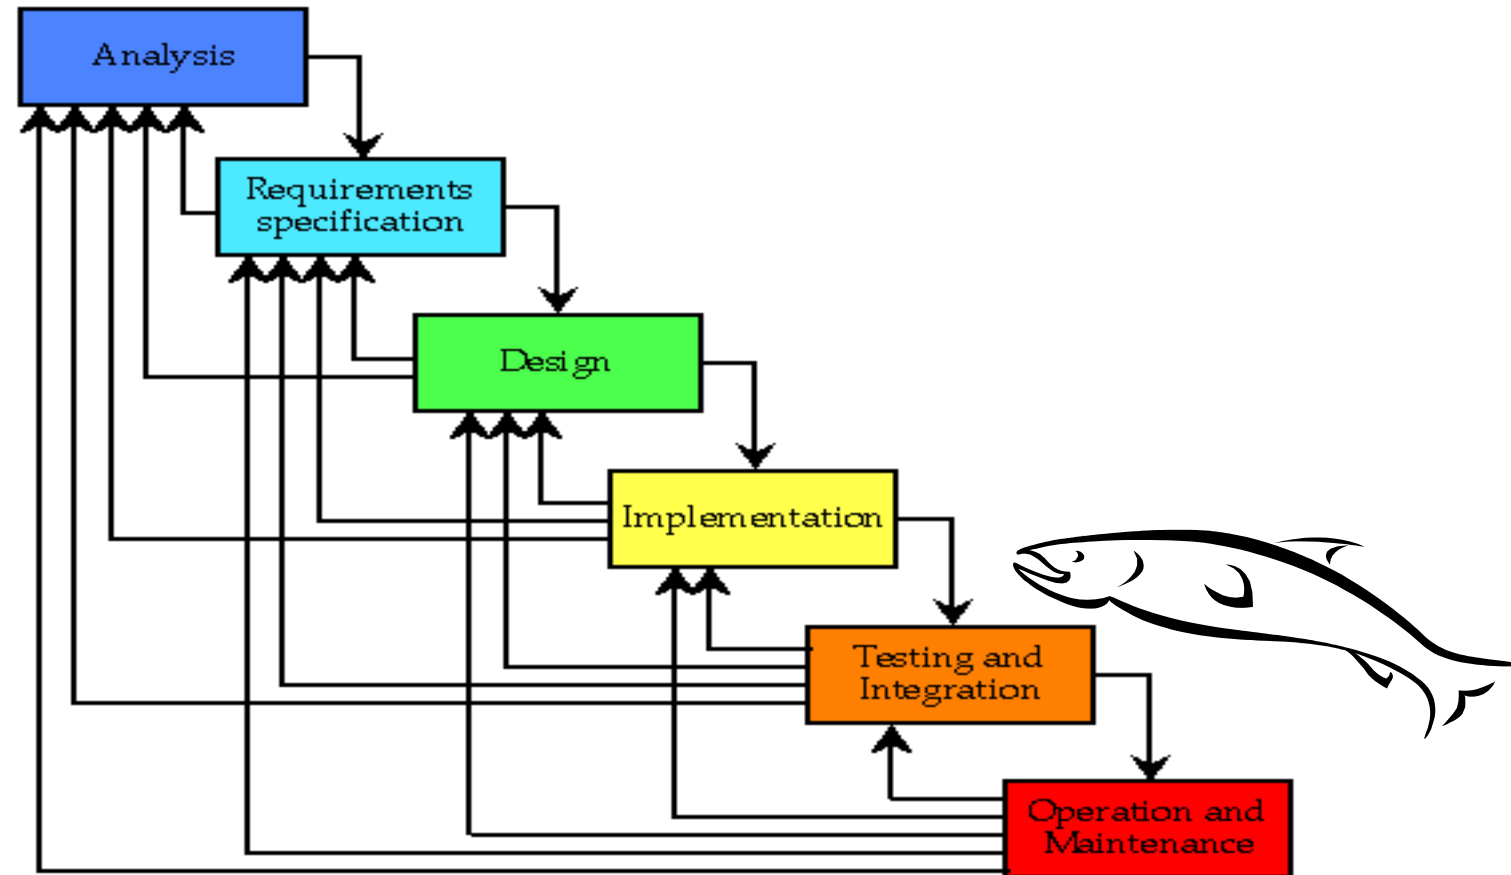 Analysis
Requirements
specification
Design
Implementation
Testing and
Integration
Operation and
Maintenance